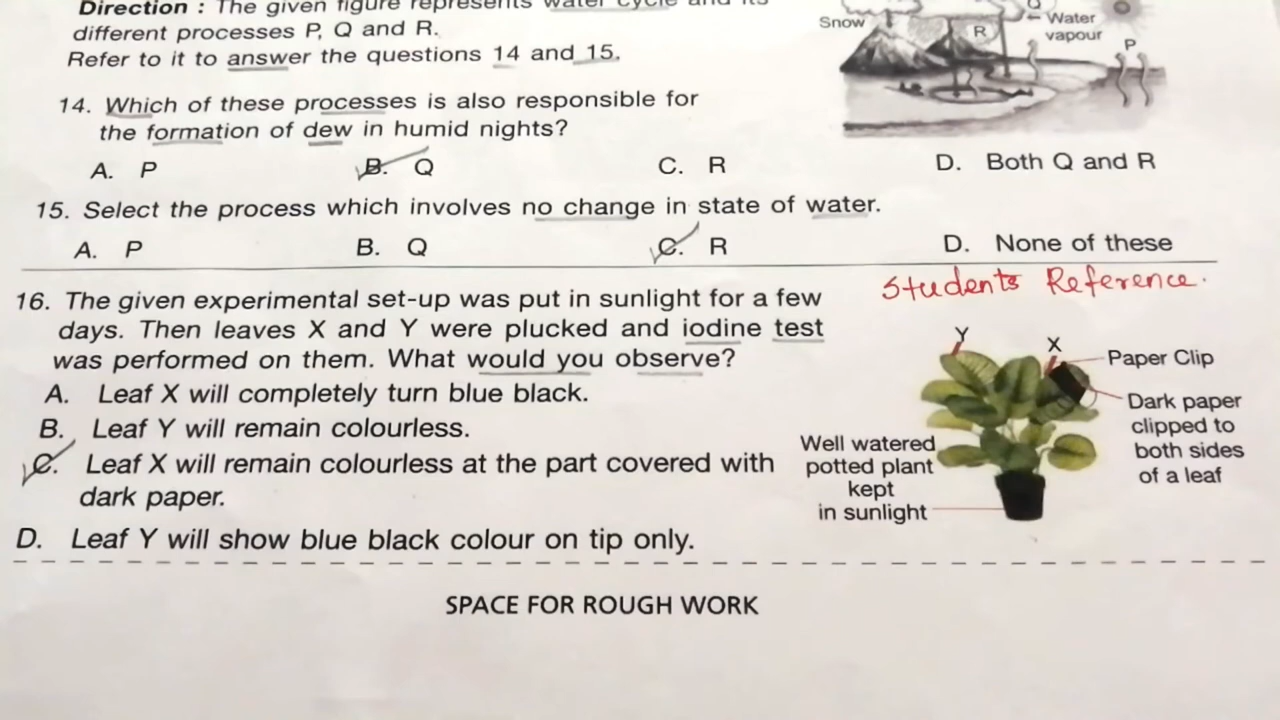 Direction : The given figure represents water cycle and its
different processes P, Q and R.
Refer to it to answer the questions 14 and 15.
Snow
R
Q
Water
vapour
P
14. Which of these processes is also responsible for
the formation of dew in humid nights?
A. P
B. Q
C. R
D. Both Q and R
15. Select the process which involves no change in state of water.
A. P
B. Q
C. R
D. None of these
Students Reference.
16. The given experimental set-up was put in sunlight for a few
days. Then leaves X and Y were plucked and iodine test
was performed on them. What would you observe?
A. Leaf X will completely turn blue black.
B. Leaf Y will remain colourless.
C. Leaf X will remain colourless at the part covered with
dark paper.
D. Leaf Y will show blue black colour on tip only.
Y
X
Paper Clip
Dark paper
clipped to
both sides
of a leaf
Well watered
potted plant
kept
in sunlight
SPACE FOR ROUGH WORK